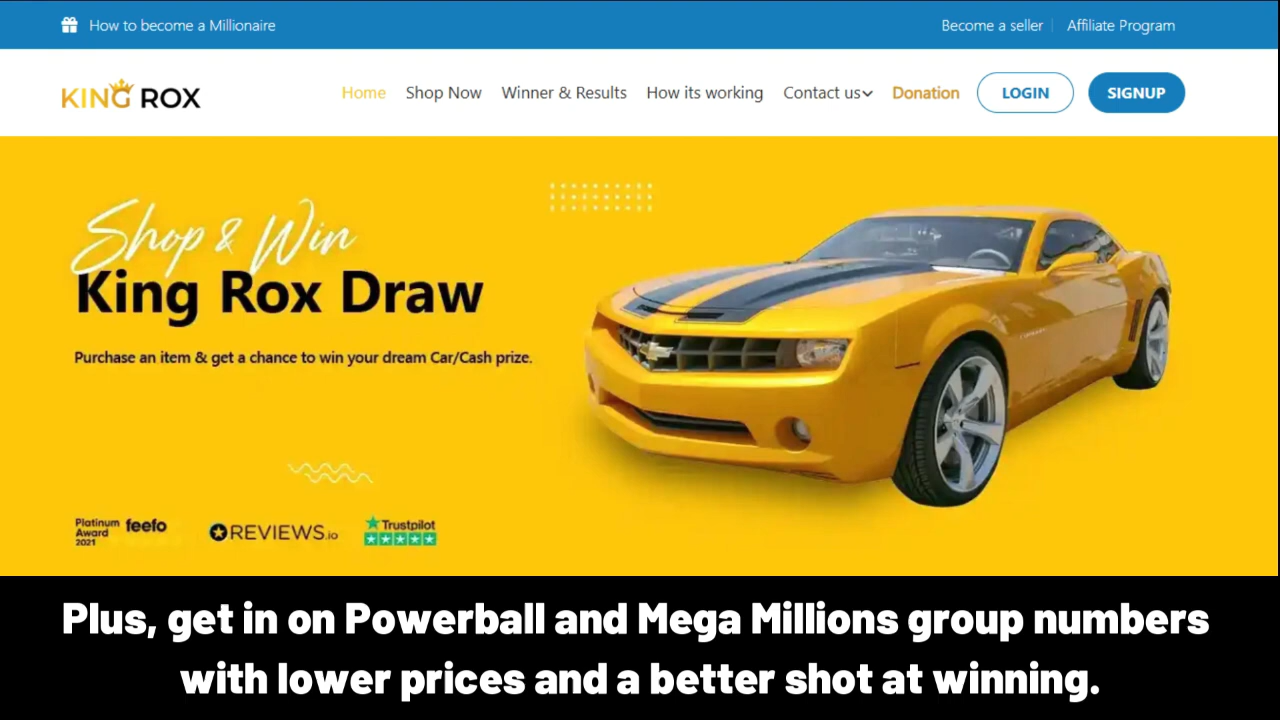 How to become a Millionaire
Become a seller
Affiliate Program
KING ROX
Home
Shop Now
Winner & Results
How its working
Contact us
Donation
LOGIN
SIGNUP
Shop & Win
King Rox Draw
Purchase an item & get a chance to win your dream Car/Cash prize.
Platinum
Award
2021
feefo
REVIEWS.io
Trustpilot
Plus, get in on Powerball and Mega Millions group numbers
with lower prices and a better shot at winning.